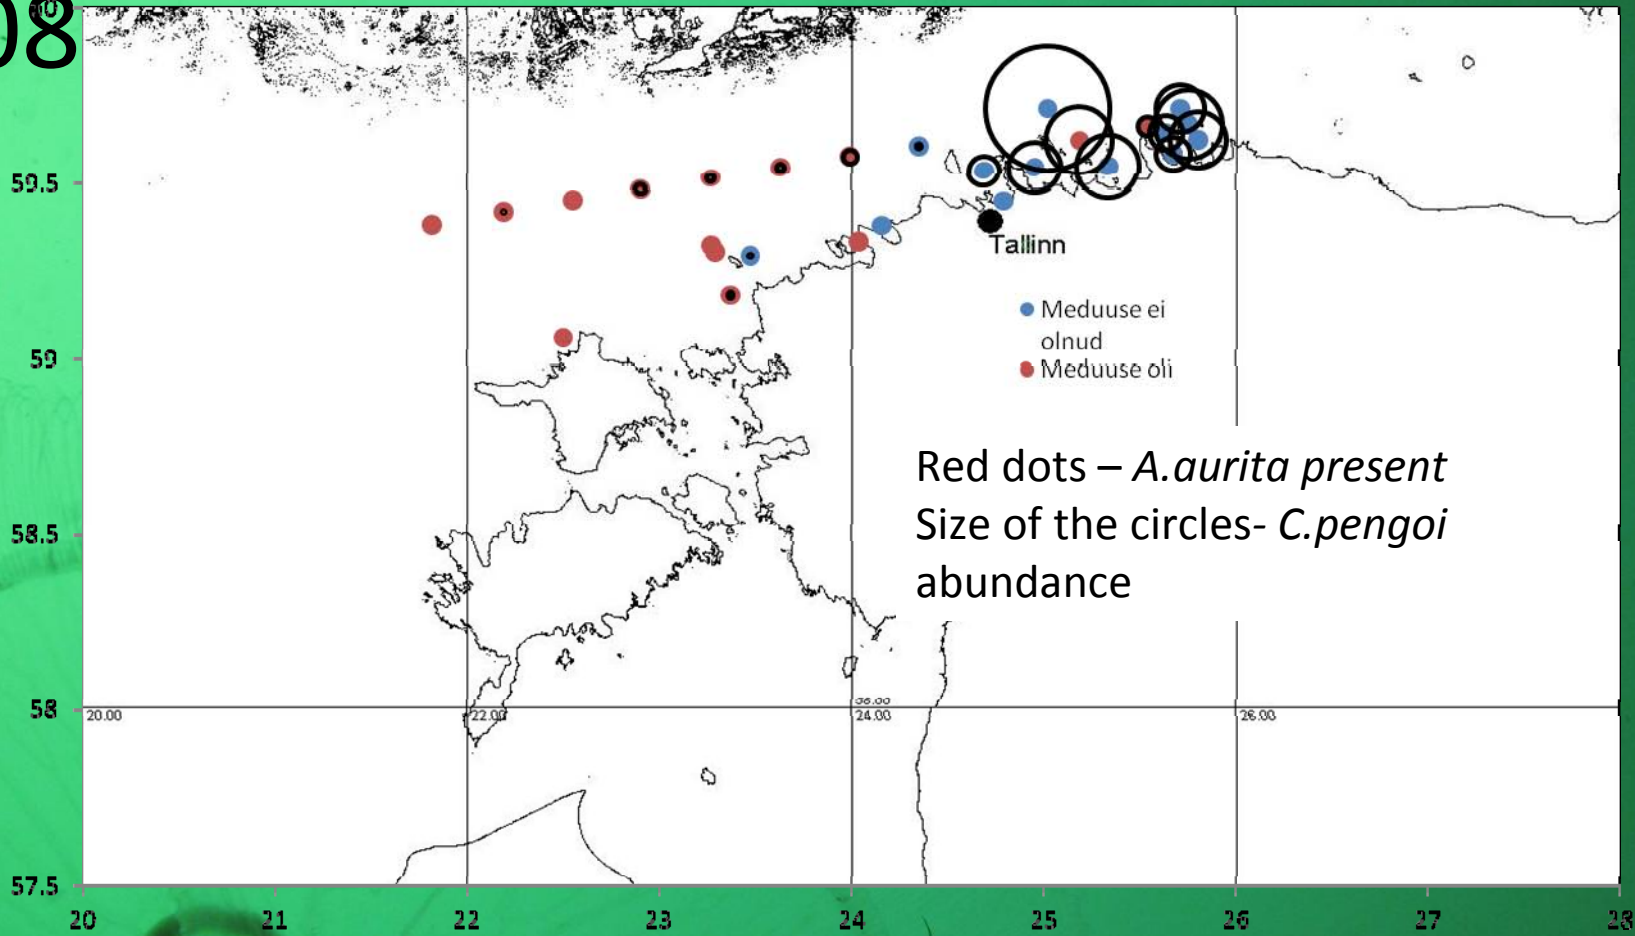 08
59.5
59
58.5
58
57.5
Tallinn
Meduuse ei
olnud
Meduuse oli
Red dots – A.aurita present
Size of the circles- C.pengoi
abundance
20.00
22.00
24.00
26.00
20
21
22
23
24
25
26
27
28